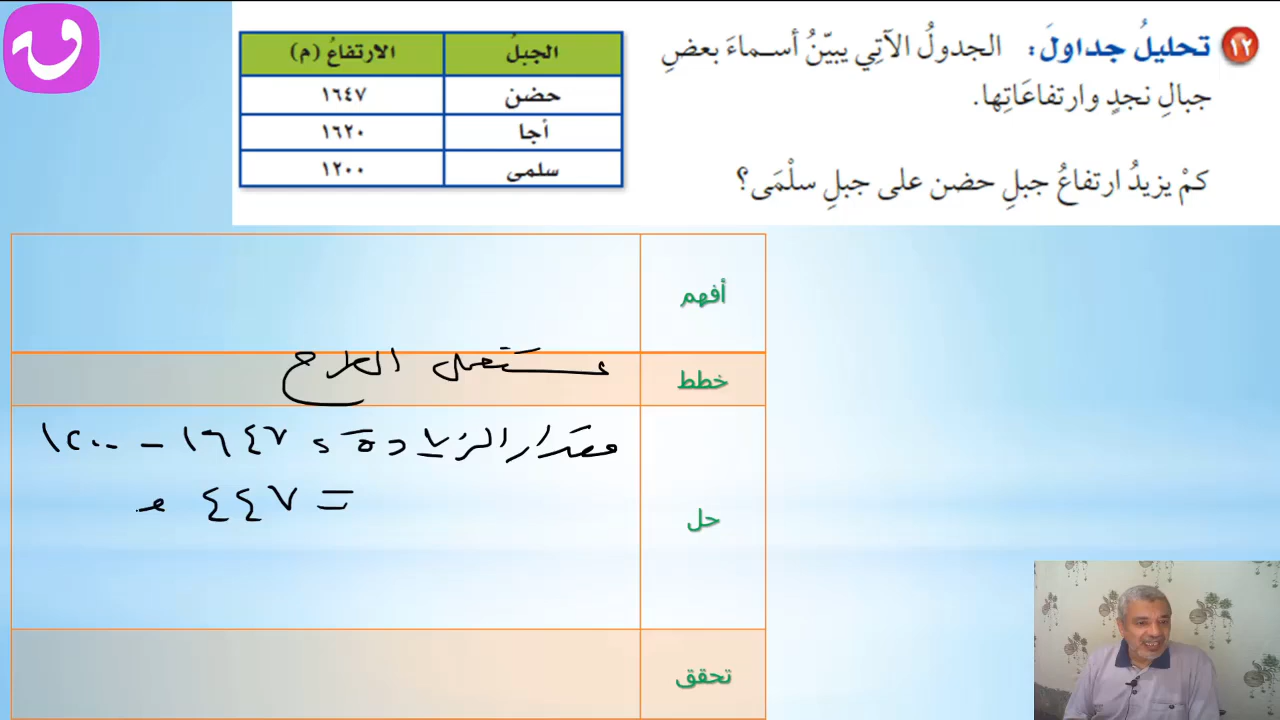 ١٢ تحليلُ جداولَ: الجدولُ الآتِي يبيّنُ أسماءَ بعضِ
جبالِ نجدٍ وارتفاعَاتِها.
كمْ يزيدُ ارتفاعُ جبلِ حضن على جبلِ سلْمَى؟
الجبلُ الارتفاعُ (م)
حضن ١٦٤٧
أجا ١٦٢٠
سلمى ١٢٠٠
أفهم
خطط
نستعمل الطرح
حل
مقدار الزيادة = ١٦٤٧ – ١٢٠٠
= ٤٤٧ م
تحقق